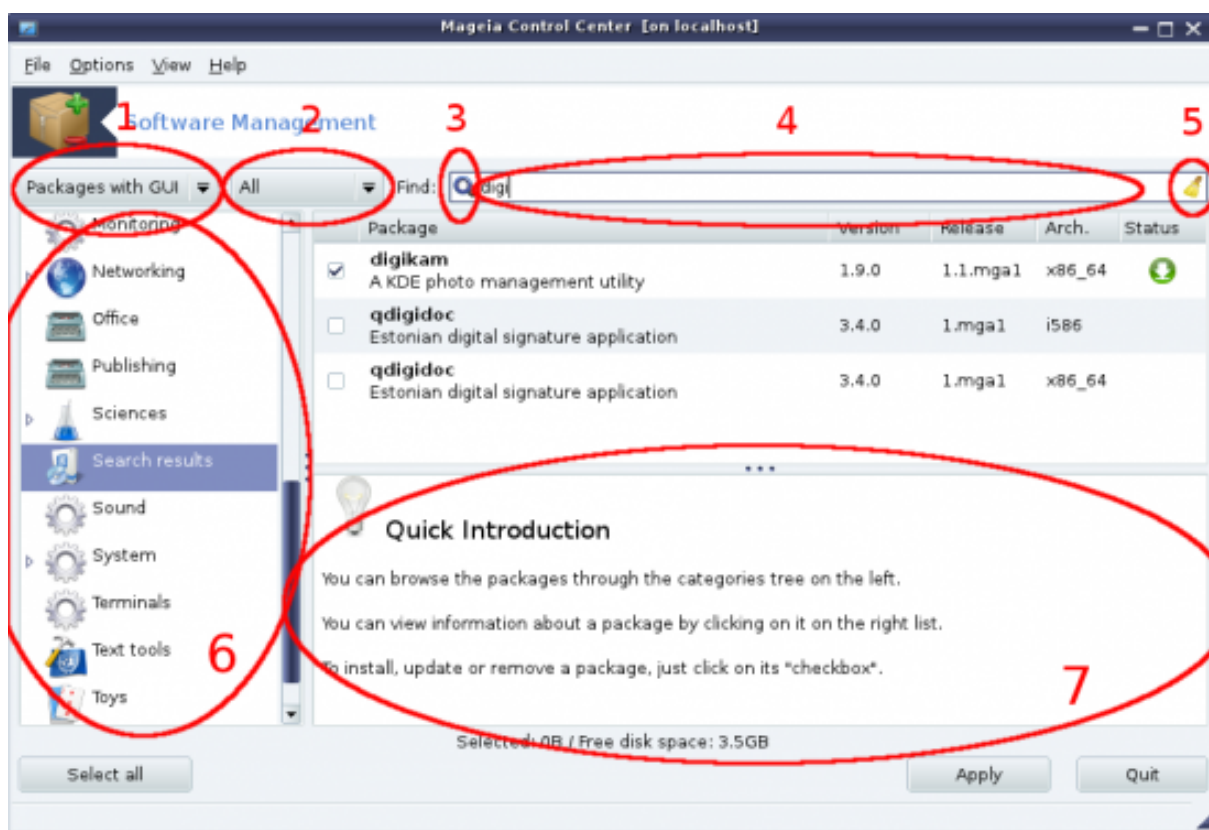 Mageia Control Center [on localhost]
File Options View Help
1 2 3 4 5
Software Management
Packages with GUI All Find: digi
Package Version Release Arch. Status
Monitoring
Networking
Office
Publishing
Sciences
Search results
Sound
System
Terminals
Text tools
Toys
6
digikam 1.9.0 1.1.mga1 x86_64
A KDE photo management utility
qdigidoc 3.4.0 1.mga1 i586
Estonian digital signature application
qdigidoc 3.4.0 1.mga1 x86_64
Estonian digital signature application
Quick Introduction
You can browse the packages through the categories tree on the left.
You can view information about a package by clicking on it on the right list.
To install, update or remove a package, just click on its "checkbox".
7
Selected: 0B / Free disk space: 3.5GB
Select all Apply Quit